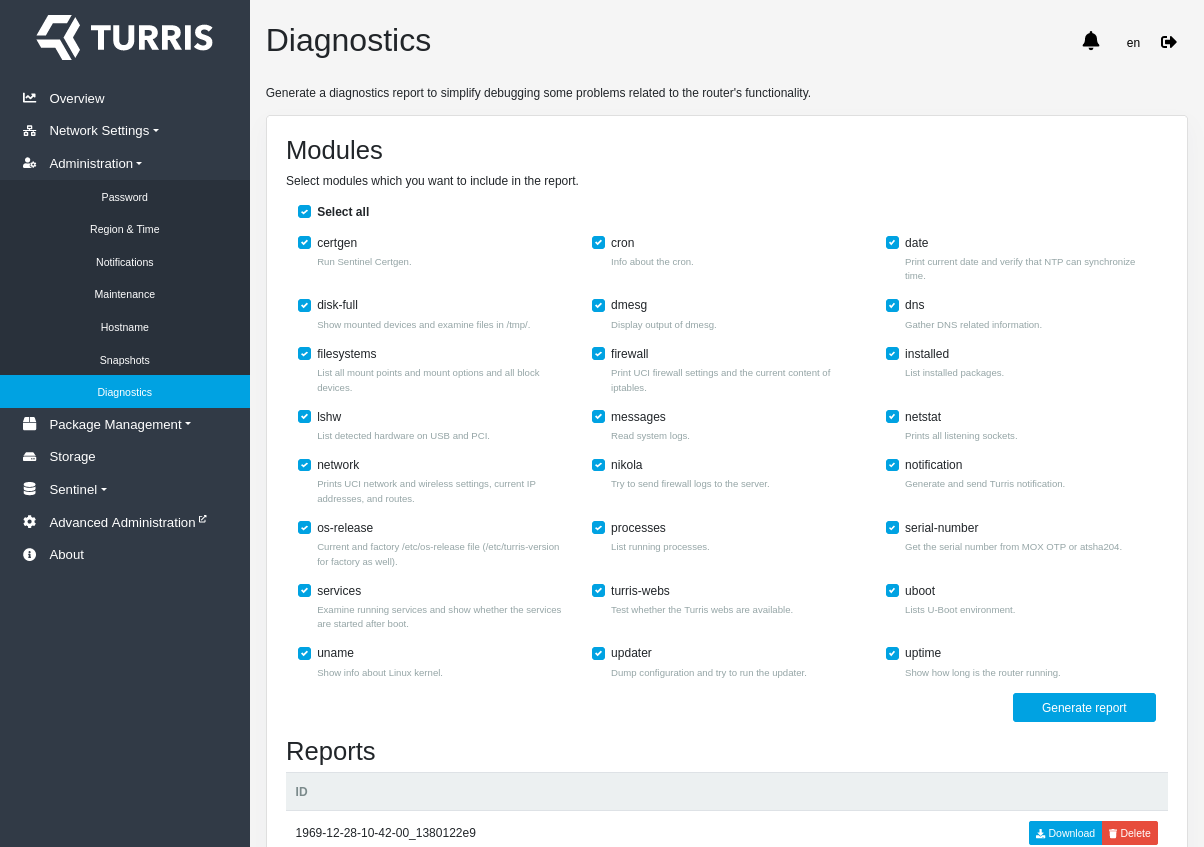 TURRIS
Overview
Network Settings
Administration
Password
Region & Time
Notifications
Maintenance
Hostname
Snapshots
Diagnostics
Package Management
Storage
Sentinel
Advanced Administration
About
Diagnostics
en
Generate a diagnostics report to simplify debugging some problems related to the router's functionality.
Modules
Select modules which you want to include in the report.
Select all
certgen
Run Sentinel Certgen.
cron
Info about the cron.
date
Print current date and verify that NTP can synchronize
time.
disk-full
Show mounted devices and examine files in /tmp/.
dmesg
Display output of dmesg.
dns
Gather DNS related information.
filesystems
List all mount points and mount options and all block
devices.
firewall
Print UCI firewall settings and the current content of
iptables.
installed
List installed packages.
lshw
List detected hardware on USB and PCI.
messages
Read system logs.
netstat
Prints all listening sockets.
network
Prints UCI network and wireless settings, current IP
addresses, and routes.
nikola
Try to send firewall logs to the server.
notification
Generate and send Turris notification.
os-release
Current and factory /etc/os-release file (/etc/turris-version
for factory as well).
processes
List running processes.
serial-number
Get the serial number from MOX OTP or atsha204.
services
Examine running services and show whether the services
are started after boot.
turris-webs
Test whether the Turris webs are available.
uboot
Lists U-Boot environment.
uname
Show info about Linux kernel.
updater
Dump configuration and try to run the updater.
uptime
Show how long is the router running.
Generate report
Reports
ID
1969-12-28-10-42-00_1380122e9
Download
Delete